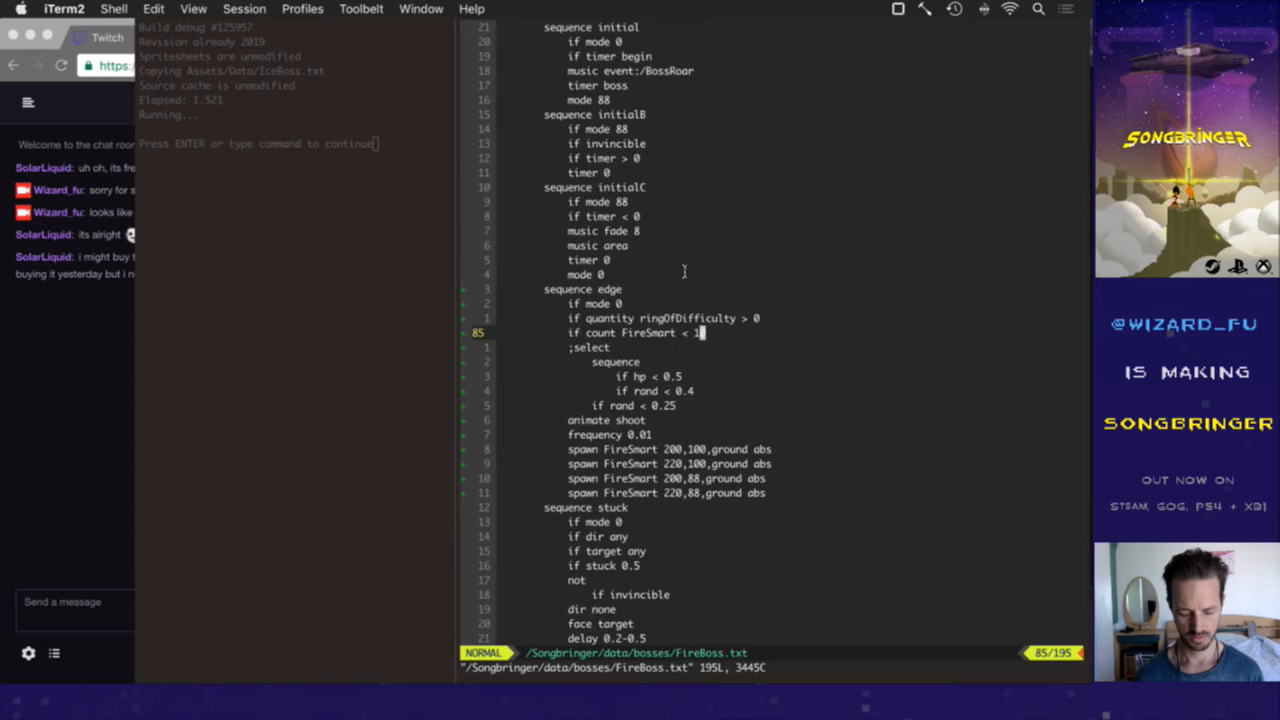 iTerm2 Shell Edit View Session Profiles Toolbelt Window Help
Twitch
https:
Welcome to the chat roor
SolarLiquid: uh oh, its fre
Wizard_fu: sorry for s
Wizard_fu: looks like
SolarLiquid: its alright
SolarLiquid: i might buy t
buying it yesterday but i n
Send a message
Build debug #125957
Revision already 2019
Spritesheets are unmodified
Copying Assets/Data/IceBoss.txt
Source cache is unmodified
Elapsed: 1.521
Running...
Press ENTER or type command to continue
21 sequence initial
20 if mode 0
19 if timer begin
18 music event:/BossRoar
17 timer boss
16 mode 88
15 sequence initialB
14 if mode 88
13 if invincible
12 if timer > 0
11 timer 0
10 sequence initialC
9 if mode 88
8 if timer < 0
7 music fade 8
6 music area
5 timer 0
4 mode 0
+ 3 sequence edge
+ 2 if mode 0
+ 1 if quantity ringOfDifficulty > 0
+ 85 if count FireSmart < 1
+ 1 ;select
+ 2 sequence
+ 3 if hp < 0.5
+ 4 if rand < 0.4
+ 5 if rand < 0.25
+ 6 animate shoot
+ 7 frequency 0.01
+ 8 spawn FireSmart 200,100,ground abs
+ 9 spawn FireSmart 220,100,ground abs
+ 10 spawn FireSmart 200,88,ground abs
+ 11 spawn FireSmart 220,88,ground abs
12 sequence stuck
13 if mode 0
14 if dir any
15 if target any
16 if stuck 0.5
17 not
18 if invincible
19 dir none
20 face target
21 delay 0.2-0.5
NORMAL /Songbringer/data/bosses/FireBoss.txt 85/195
"/Songbringer/data/bosses/FireBoss.txt" 195L, 3445C
SONGBRINGER
@WIZARD_FU
IS MAKING
SONGBRINGER
OUT NOW ON
STEAM, GOG, PS4 + XB1